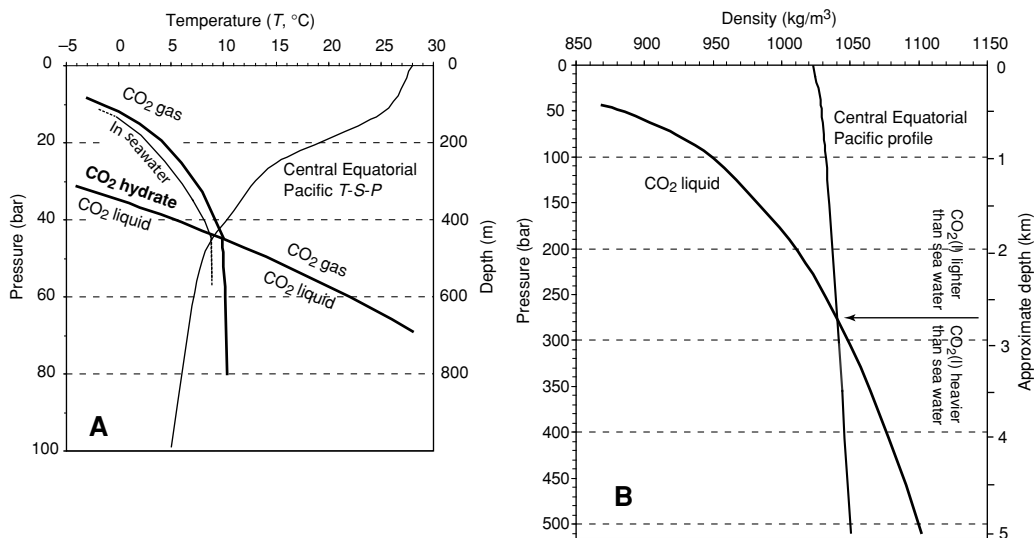 Temperature (T, °C)
–5 0 5 10 15 20 25 30
0
20
40
60
80
100
Pressure (bar)
0
200
400
600
800
Depth (m)
CO2 gas
In seawater
CO2 hydrate
CO2 liquid
Central Equatorial
Pacific T-S-P
CO2 gas
CO2 liquid
A
Density (kg/m3)
850 900 950 1000 1050 1100 1150
0
50
100
150
200
250
300
350
400
450
500
Pressure (bar)
0
1
2
3
4
5
Approximate depth (km)
Central Equatorial
Pacific profile
CO2 liquid
CO2(l) lighter
than sea water
CO2(l) heavier
than sea water
B